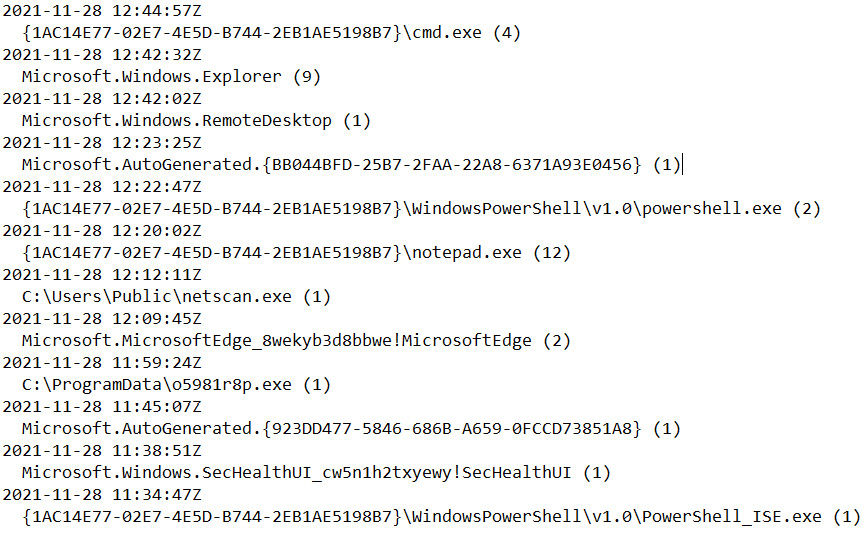 2021-11-28 12:44:57Z
{1AC14E77-02E7-4E5D-B744-2EB1AE5198B7}\cmd.exe (4)
2021-11-28 12:42:32Z
Microsoft.Windows.Explorer (9)
2021-11-28 12:42:02Z
Microsoft.Windows.RemoteDesktop (1)
2021-11-28 12:23:25Z
Microsoft.AutoGenerated.{BB044BFD-25B7-2FAA-22A8-6371A93E0456} (1)
2021-11-28 12:22:47Z
{1AC14E77-02E7-4E5D-B744-2EB1AE5198B7}\WindowsPowerShell\v1.0\powershell.exe (2)
2021-11-28 12:20:02Z
{1AC14E77-02E7-4E5D-B744-2EB1AE5198B7}\notepad.exe (12)
2021-11-28 12:12:11Z
C:\Users\Public\netscan.exe (1)
2021-11-28 12:09:45Z
Microsoft.MicrosoftEdge_8wekyb3d8bbwe!MicrosoftEdge (2)
2021-11-28 11:59:24Z
C:\ProgramData\o5981r8p.exe (1)
2021-11-28 11:45:07Z
Microsoft.AutoGenerated.{923DD477-5846-686B-A659-0FCCD73851A8} (1)
2021-11-28 11:38:51Z
Microsoft.Windows.SecHealthUI_cw5n1h2txyewy!SecHealthUI (1)
2021-11-28 11:34:47Z
{1AC14E77-02E7-4E5D-B744-2EB1AE5198B7}\WindowsPowerShell\v1.0\PowerShell_ISE.exe (1)